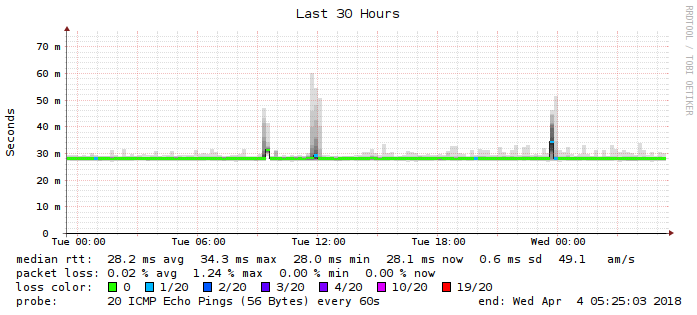 Last 30 Hours
RRDTOOL / TOBI OETIKER
Seconds
70 m
60 m
50 m
40 m
30 m
20 m
10 m
0
Tue 00:00 Tue 06:00 Tue 12:00 Tue 18:00 Wed 00:00
median rtt: 28.2 ms avg 34.3 ms max 28.0 ms min 28.1 ms now 0.6 ms sd 49.1 am/s
packet loss: 0.02 % avg 1.24 % max 0.00 % min 0.00 % now
loss color: 0 1/20 2/20 3/20 4/20 10/20 19/20
probe: 20 ICMP Echo Pings (56 Bytes) every 60s end: Wed Apr 4 05:25:03 2018